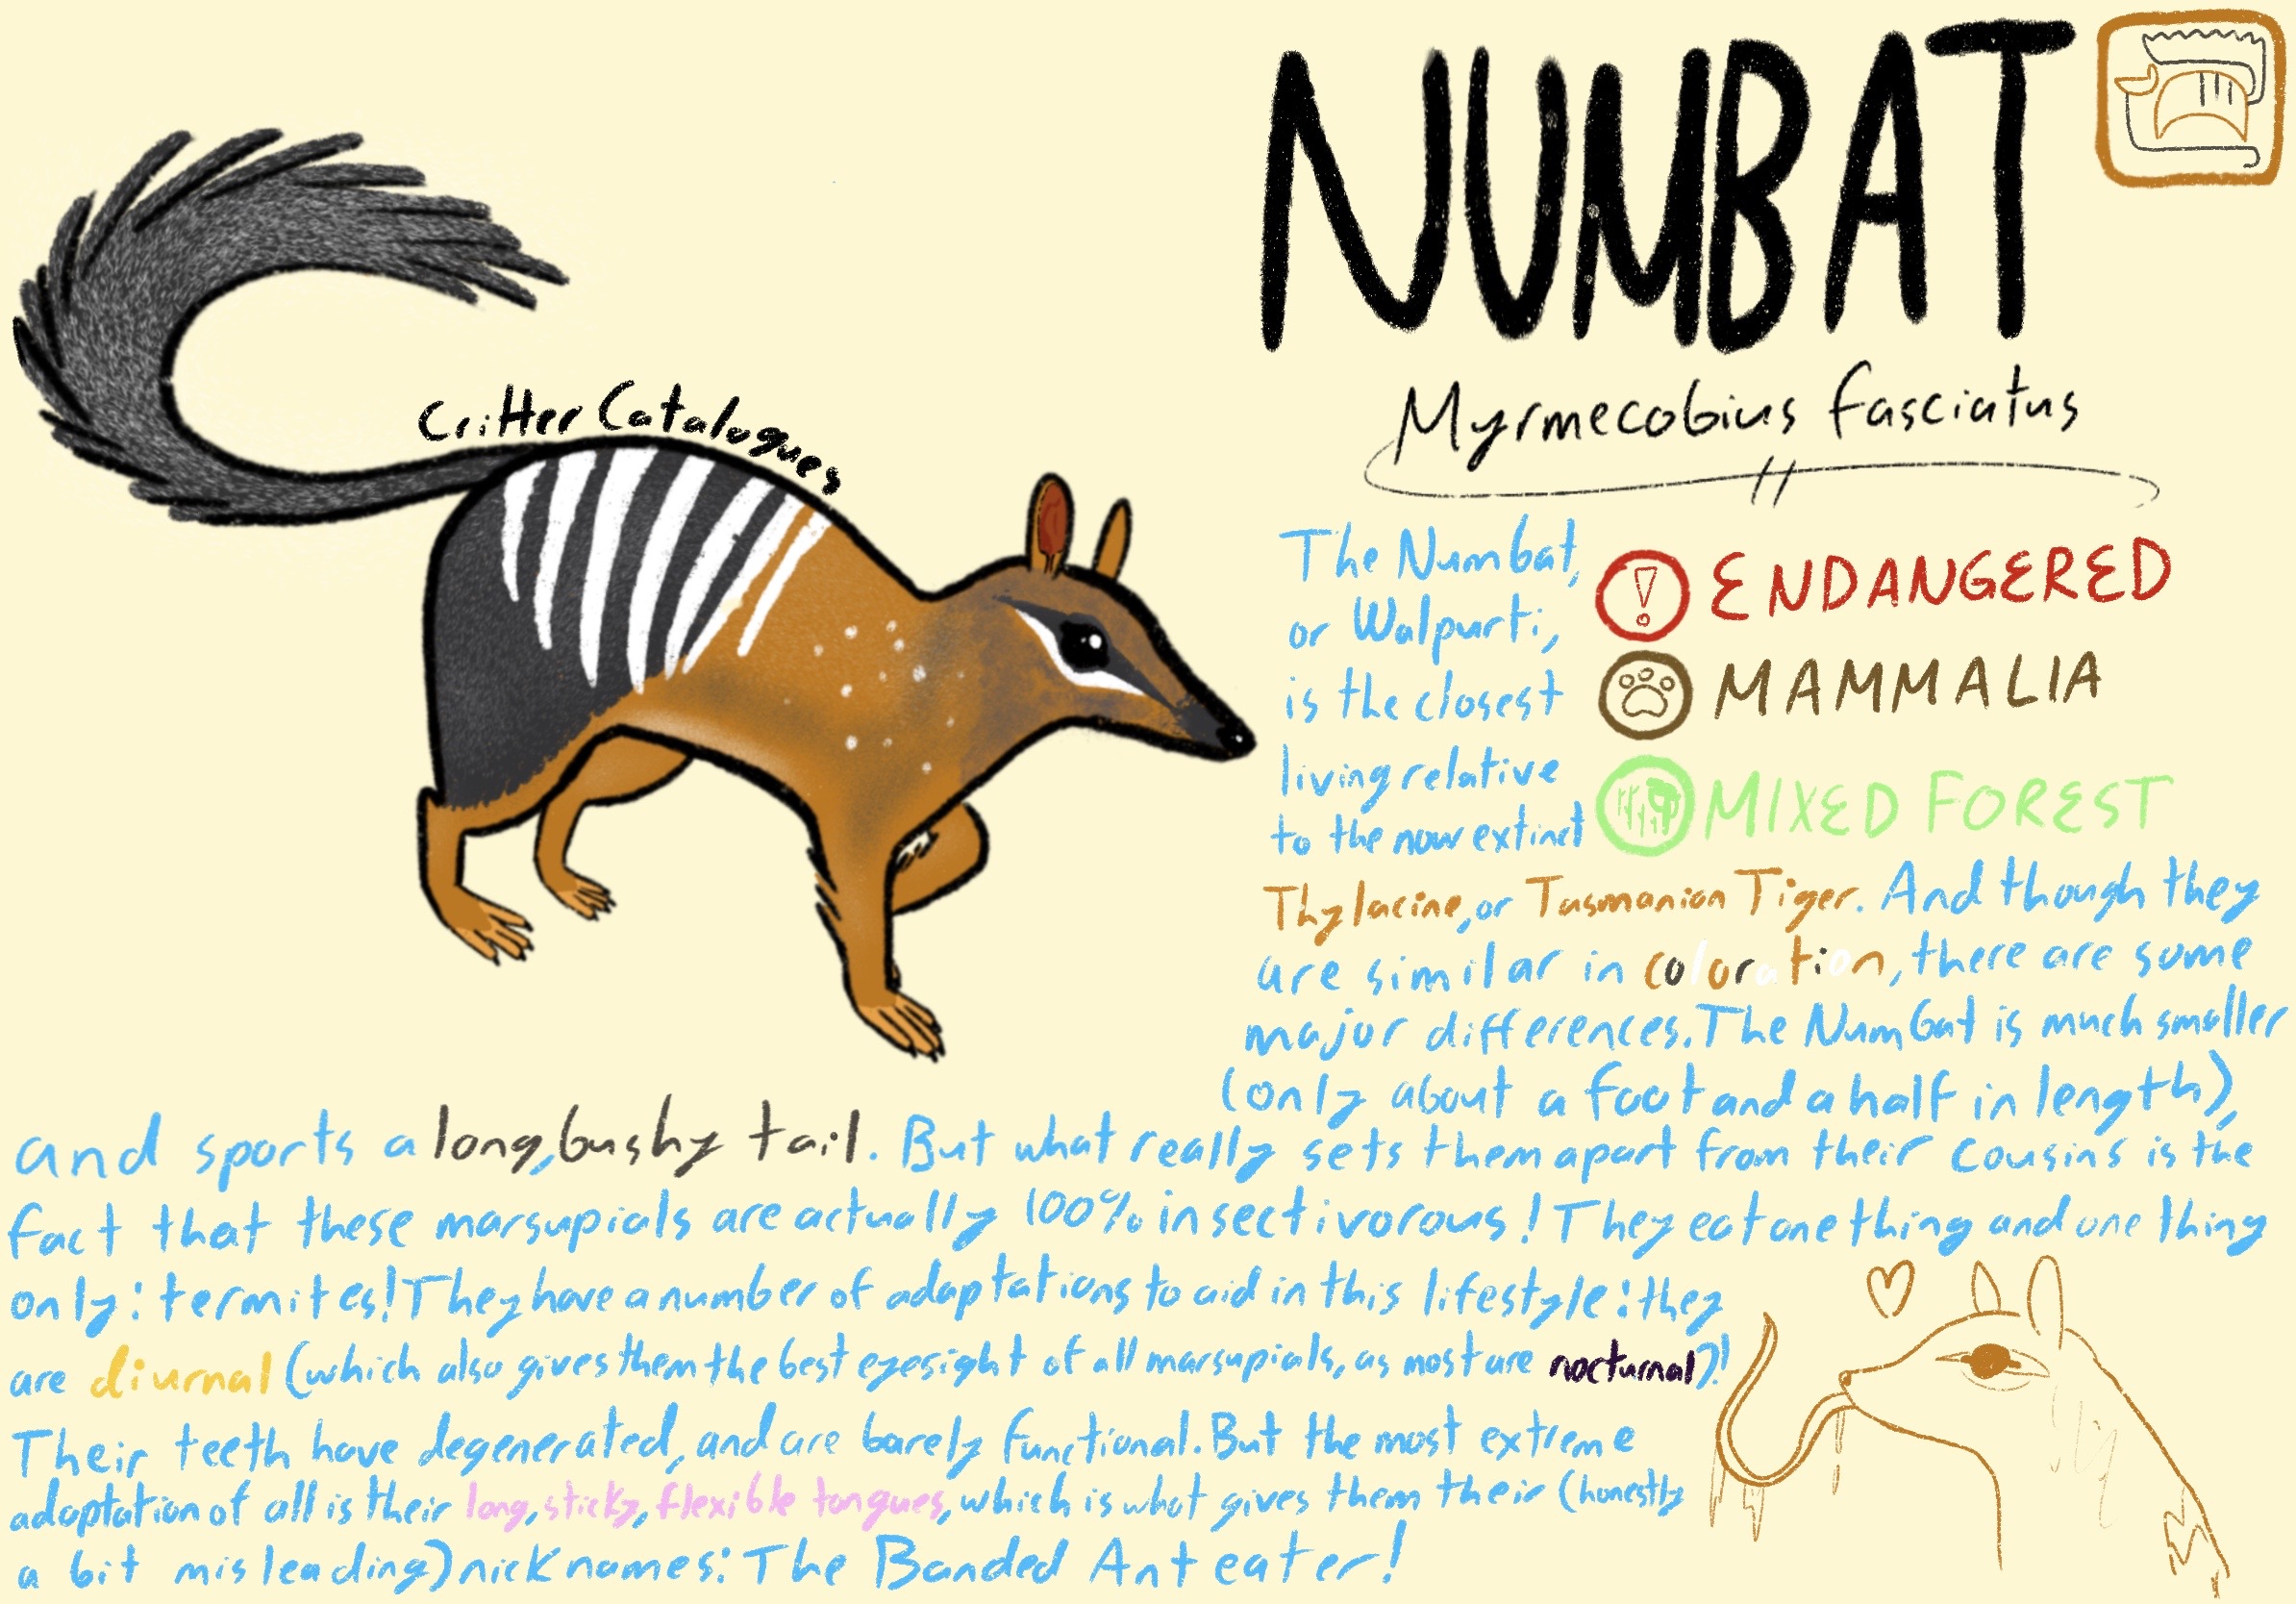 NUMBAT
Myrmecobius fasciatus
Critter Catalogues
ENDANGERED
MAMMALIA
MIXED FOREST
The Numbat,
or Walpurti,
is the closest
living relative
to the now extinct
Thylacine, or Tasmanian Tiger. And though they
are similar in coloration, there are some
major differences. The Numbat is much smaller
(only about a foot and a half in length),
and sports a long, bushy tail. But what really sets them apart from their cousins is the
fact that these marsupials are actually 100% insectivorous! They eat one thing and one thing
only: termites! They have a number of adaptations to aid in this lifestyle: they
are diurnal (which also gives them the best eyesight of all marsupials, as most are nocturnal)!
Their teeth have degenerated, and are barely functional. But the most extreme
adaptation of all is their long, sticky, flexible tongues, which is what gives them their (honestly
a bit misleading) nicknames: The Banded Anteater!